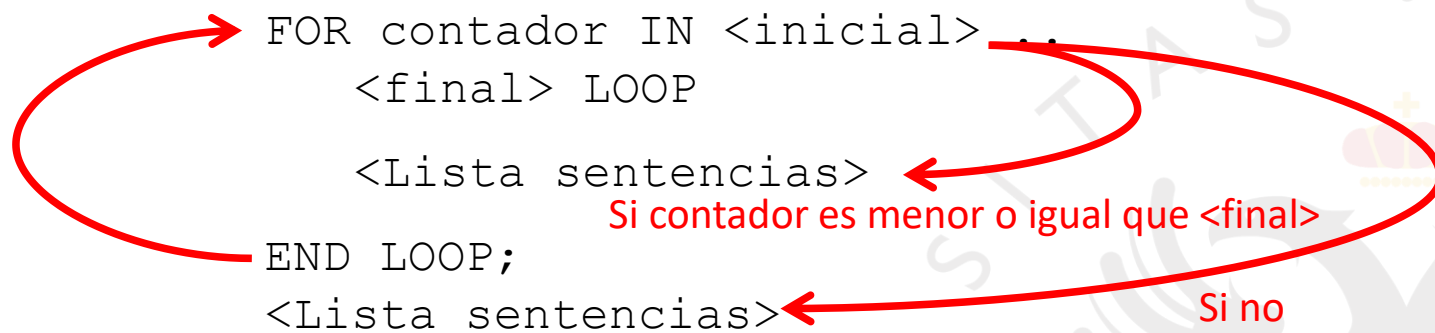 FOR contador IN <inicial> ..
<final> LOOP
<Lista sentencias>
Si contador es menor o igual que <final>
END LOOP;
<Lista sentencias>
Si no
S I T A S